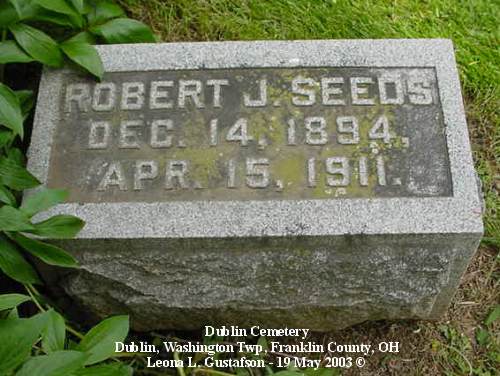 ROBERT J. SEEDS
DEC. 14, 1894,
APR. 15, 1911.
Dublin Cemetery
Dublin, Washington Twp, Franklin County, OH
Leona L. Gustafson - 19 May 2003 ©